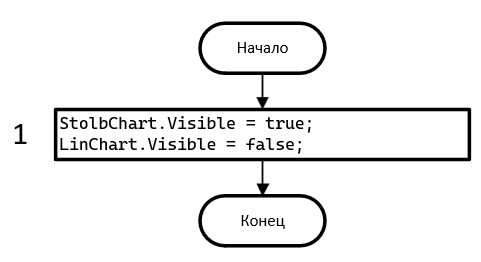 Начало
1
StolbChart.Visible = true;
LinChart.Visible = false;
Конец